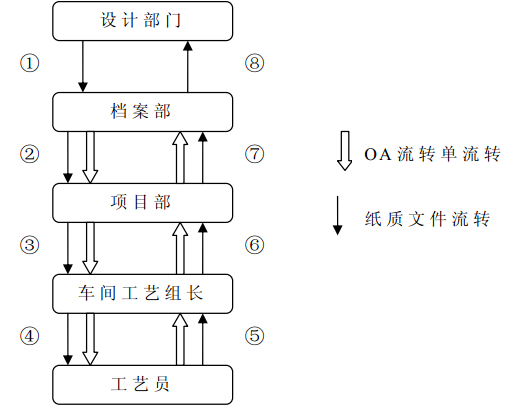 设计部门
① ⑧
档案部
② ⑦
OA流转单流转
项目部
纸质文件流转
③ ⑥
车间工艺组长
④ ⑤
工艺员